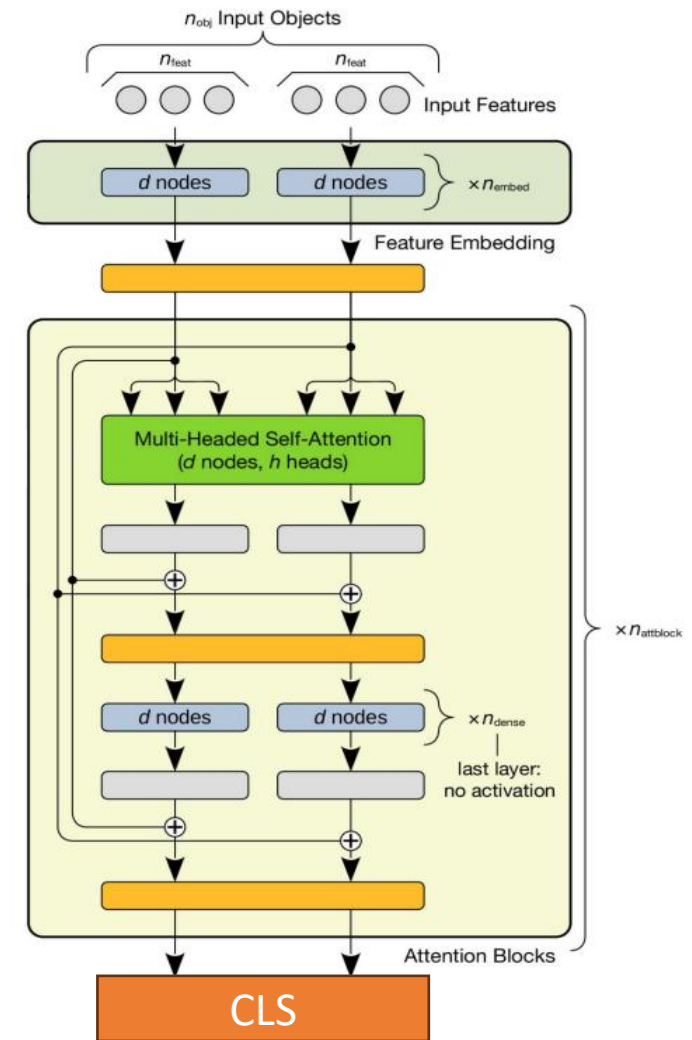 n_obj Input Objects
n_feat n_feat
Input Features
d nodes d nodes × n_embed
Feature Embedding
Multi-Headed Self-Attention
(d nodes, h heads)
× n_attblock
d nodes d nodes × n_dense
last layer:
no activation
Attention Blocks
CLS